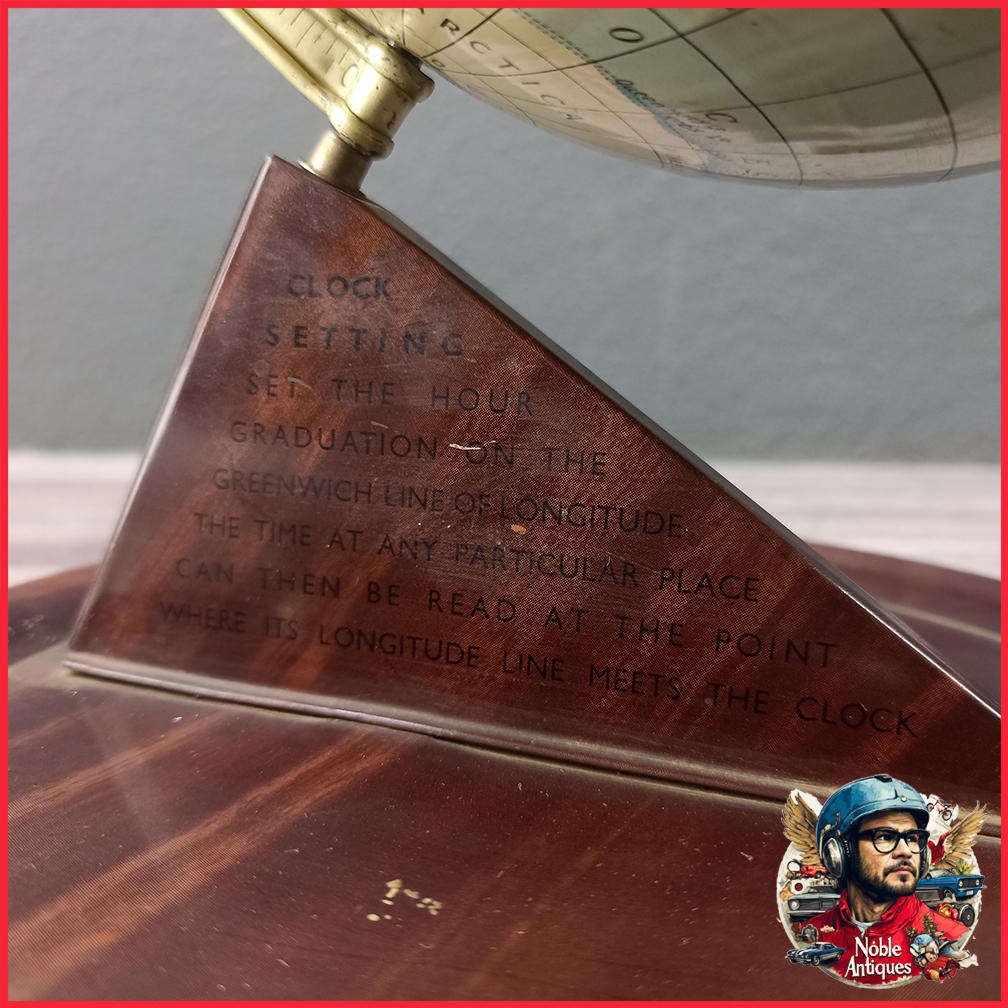 ARCTIC
CLOCK
SETTING
SET THE HOUR
GRADUATION ON THE
GREENWICH LINE OF LONGITUDE
THE TIME AT ANY PARTICULAR PLACE
CAN THEN BE READ AT THE POINT
WHERE ITS LONGITUDE LINE MEETS THE CLOCK
Noble
Antiques